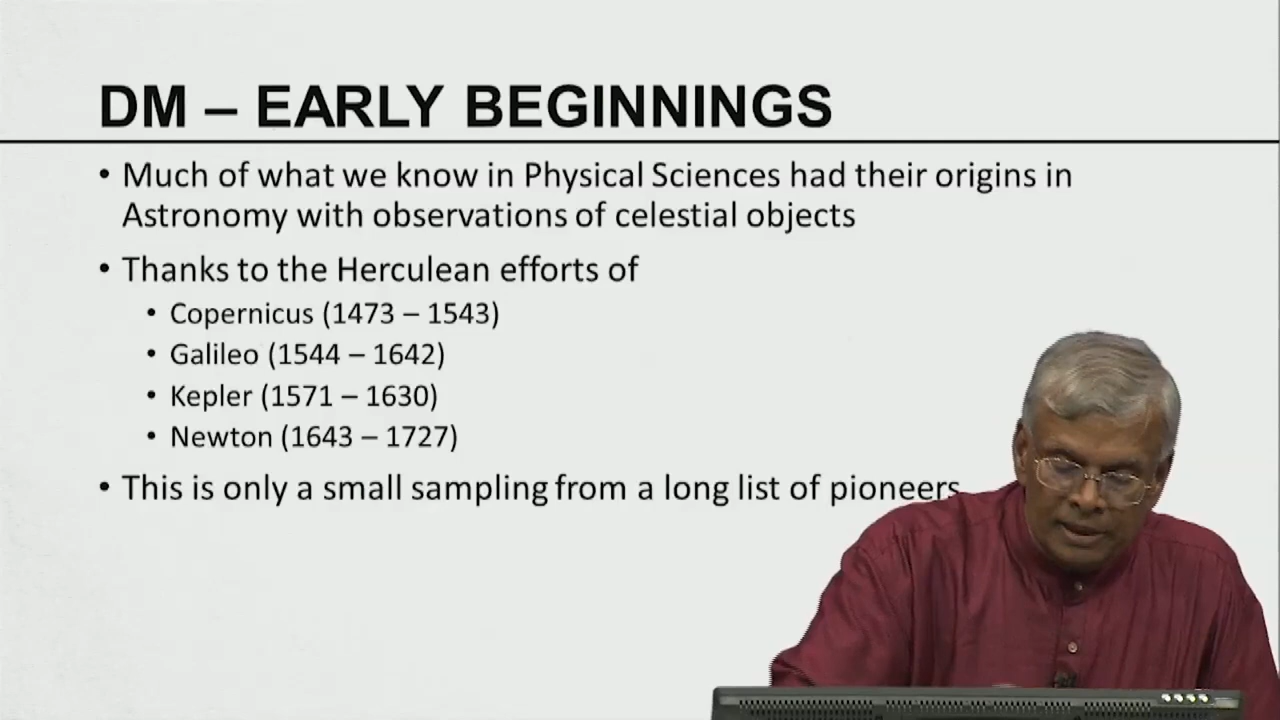 DM – EARLY BEGINNINGS
• Much of what we know in Physical Sciences had their origins in
Astronomy with observations of celestial objects
• Thanks to the Herculean efforts of
• Copernicus (1473 – 1543)
• Galileo (1544 – 1642)
• Kepler (1571 – 1630)
• Newton (1643 – 1727)
• This is only a small sampling from a long list of pioneers